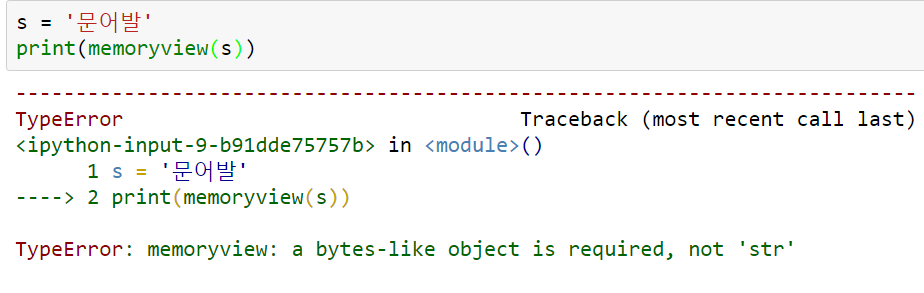 s = '문어발'
print(memoryview(s))
---------------------------------------------------------------------------
TypeError Traceback (most recent call last)
<ipython-input-9-b91dde75757b> in <module>()
1 s = '문어발'
----> 2 print(memoryview(s))
TypeError: memoryview: a bytes-like object is required, not 'str'